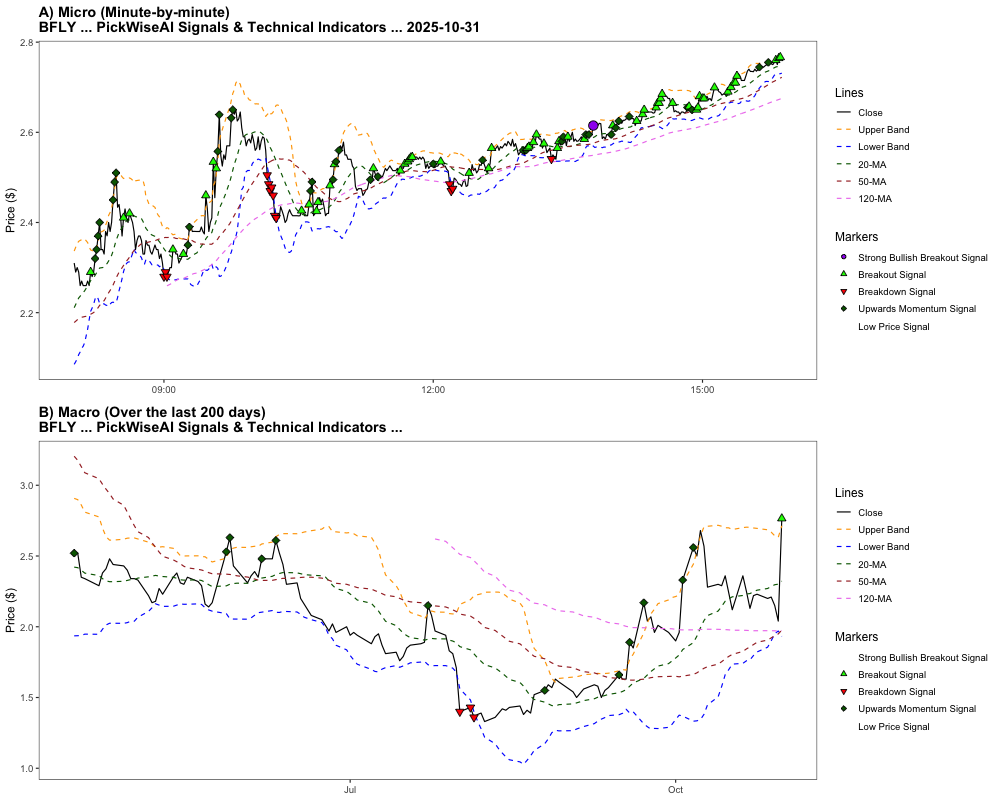 A) Micro (Minute-by-minute)
BFLY ... PickWiseAI Signals & Technical Indicators ... 2025-10-31
Price ($)
2.8
2.6
2.4
2.2
09:00
12:00
15:00
Lines
Close
Upper Band
Lower Band
20-MA
50-MA
120-MA
Markers
Strong Bullish Breakout Signal
Breakout Signal
Breakdown Signal
Upwards Momentum Signal
Low Price Signal
B) Macro (Over the last 200 days)
BFLY ... PickWiseAI Signals & Technical Indicators ...
Price ($)
3.0
2.5
2.0
1.5
1.0
Jul
Oct
Lines
Close
Upper Band
Lower Band
20-MA
50-MA
120-MA
Markers
Strong Bullish Breakout Signal
Breakout Signal
Breakdown Signal
Upwards Momentum Signal
Low Price Signal